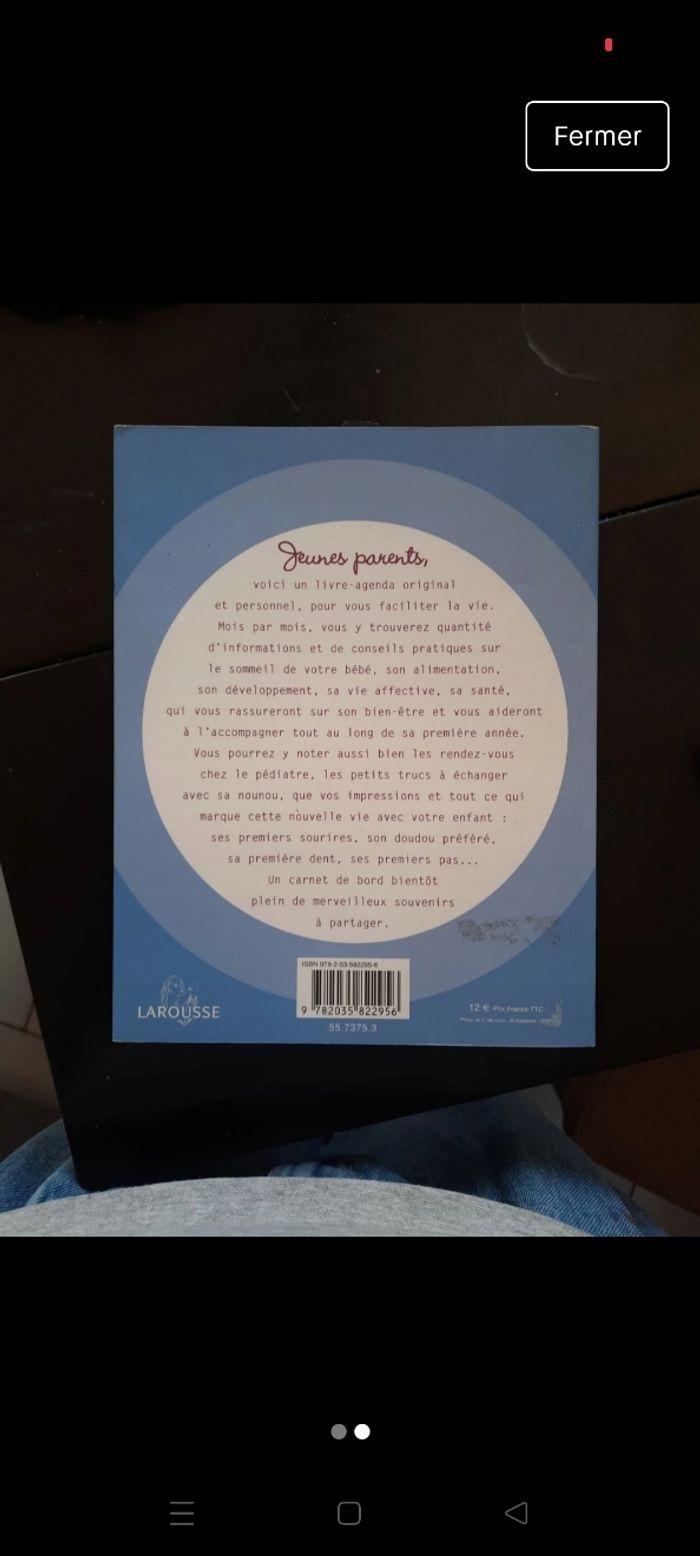 Fermer
Jeunes parents,
voici un livre-agenda original
et personnel, pour vous faciliter la vie.
Mois par mois, vous y trouverez quantité
d'informations et de conseils pratiques sur
le sommeil de votre bébé, son alimentation,
son développement, sa vie affective, sa santé,
qui vous rassureront sur son bien-être et vous aideront
à l'accompagner tout au long de sa première année.
Vous pourrez y noter aussi bien les rendez-vous
chez le pédiatre, les petits trucs à échanger
avec sa nounou, que vos impressions et tout ce qui
marque cette nouvelle vie avec votre enfant :
ses premiers sourires, son doudou préféré,
sa première dent, ses premiers pas...
Un carnet de bord bientôt
plein de merveilleux souvenirs
à partager.
ISBN 978-2-03-582295-6
9 782035 822956
55 7375.3
LAROUSSE
12 € Prix France TTC